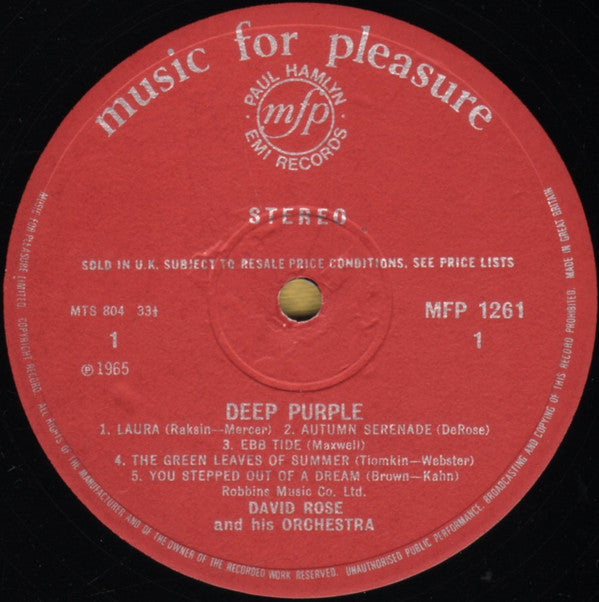 music for pleasure
PAUL HAMLYN
mfp
EMI RECORDS
STEREO
SOLD IN U.K. SUBJECT TO RESALE PRICE CONDITIONS, SEE PRICE LISTS
MTS 804 33⅓
MFP 1261
1
1
℗ 1965
DEEP PURPLE
1. LAURA (Raksin—Mercer) 2. AUTUMN SERENADE (DeRose)
3. EBB TIDE (Maxwell)
4. THE GREEN LEAVES OF SUMMER (Tiomkin—Webster)
5. YOU STEPPED OUT OF A DREAM (Brown—Kahn)
Robbins Music Co. Ltd.
DAVID ROSE
and his ORCHESTRA
MUSIC FOR PLEASURE LIMITED. COPYRIGHT RECORD. ALL RIGHTS OF THE MANUFACTURER AND OF THE OWNER OF THE RECORDED WORK RESERVED. UNAUTHORISED PUBLIC PERFORMANCE, BROADCASTING AND COPYING OF THIS RECORD PROHIBITED. MADE IN GREAT BRITAIN